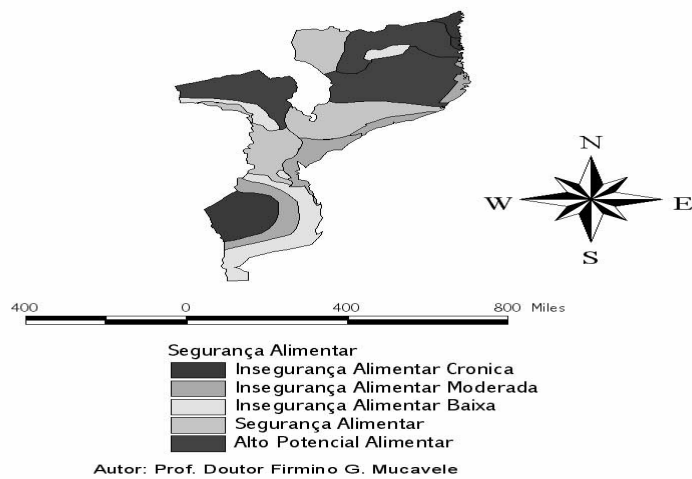 N
W E
S
400 0 400 800 Miles
Segurança Alimentar
Insegurança Alimentar Cronica
Insegurança Alimentar Moderada
Insegurança Alimentar Baixa
Segurança Alimentar
Alto Potencial Alimentar
Autor: Prof. Doutor Firmino G. Mucavele